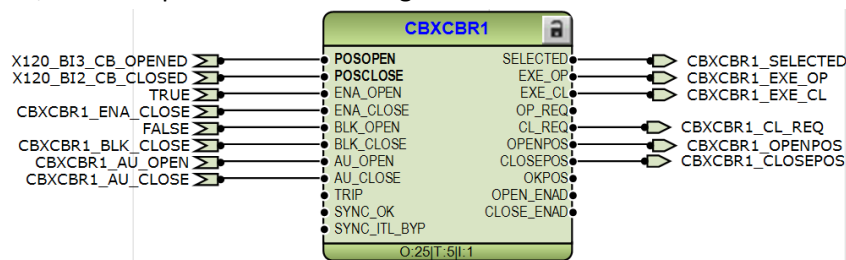 CBXCBR1
X120_BI3_CB_OPENED POSOPEN SELECTED CBXCBR1_SELECTED
X120_BI2_CB_CLOSED POSCLOSE EXE_OP CBXCBR1_EXE_OP
TRUE ENA_OPEN EXE_CL CBXCBR1_EXE_CL
CBXCBR1_ENA_CLOSE ENA_CLOSE OP_REQ
FALSE BLK_OPEN CL_REQ CBXCBR1_CL_REQ
CBXCBR1_BLK_CLOSE BLK_CLOSE OPENPOS CBXCBR1_OPENPOS
CBXCBR1_AU_OPEN AU_OPEN CLOSEPOS CBXCBR1_CLOSEPOS
CBXCBR1_AU_CLOSE AU_CLOSE OKPOS
TRIP OPEN_ENAD
SYNC_OK CLOSE_ENAD
SYNC_ITL_BYP
O:25|T:5|I:1